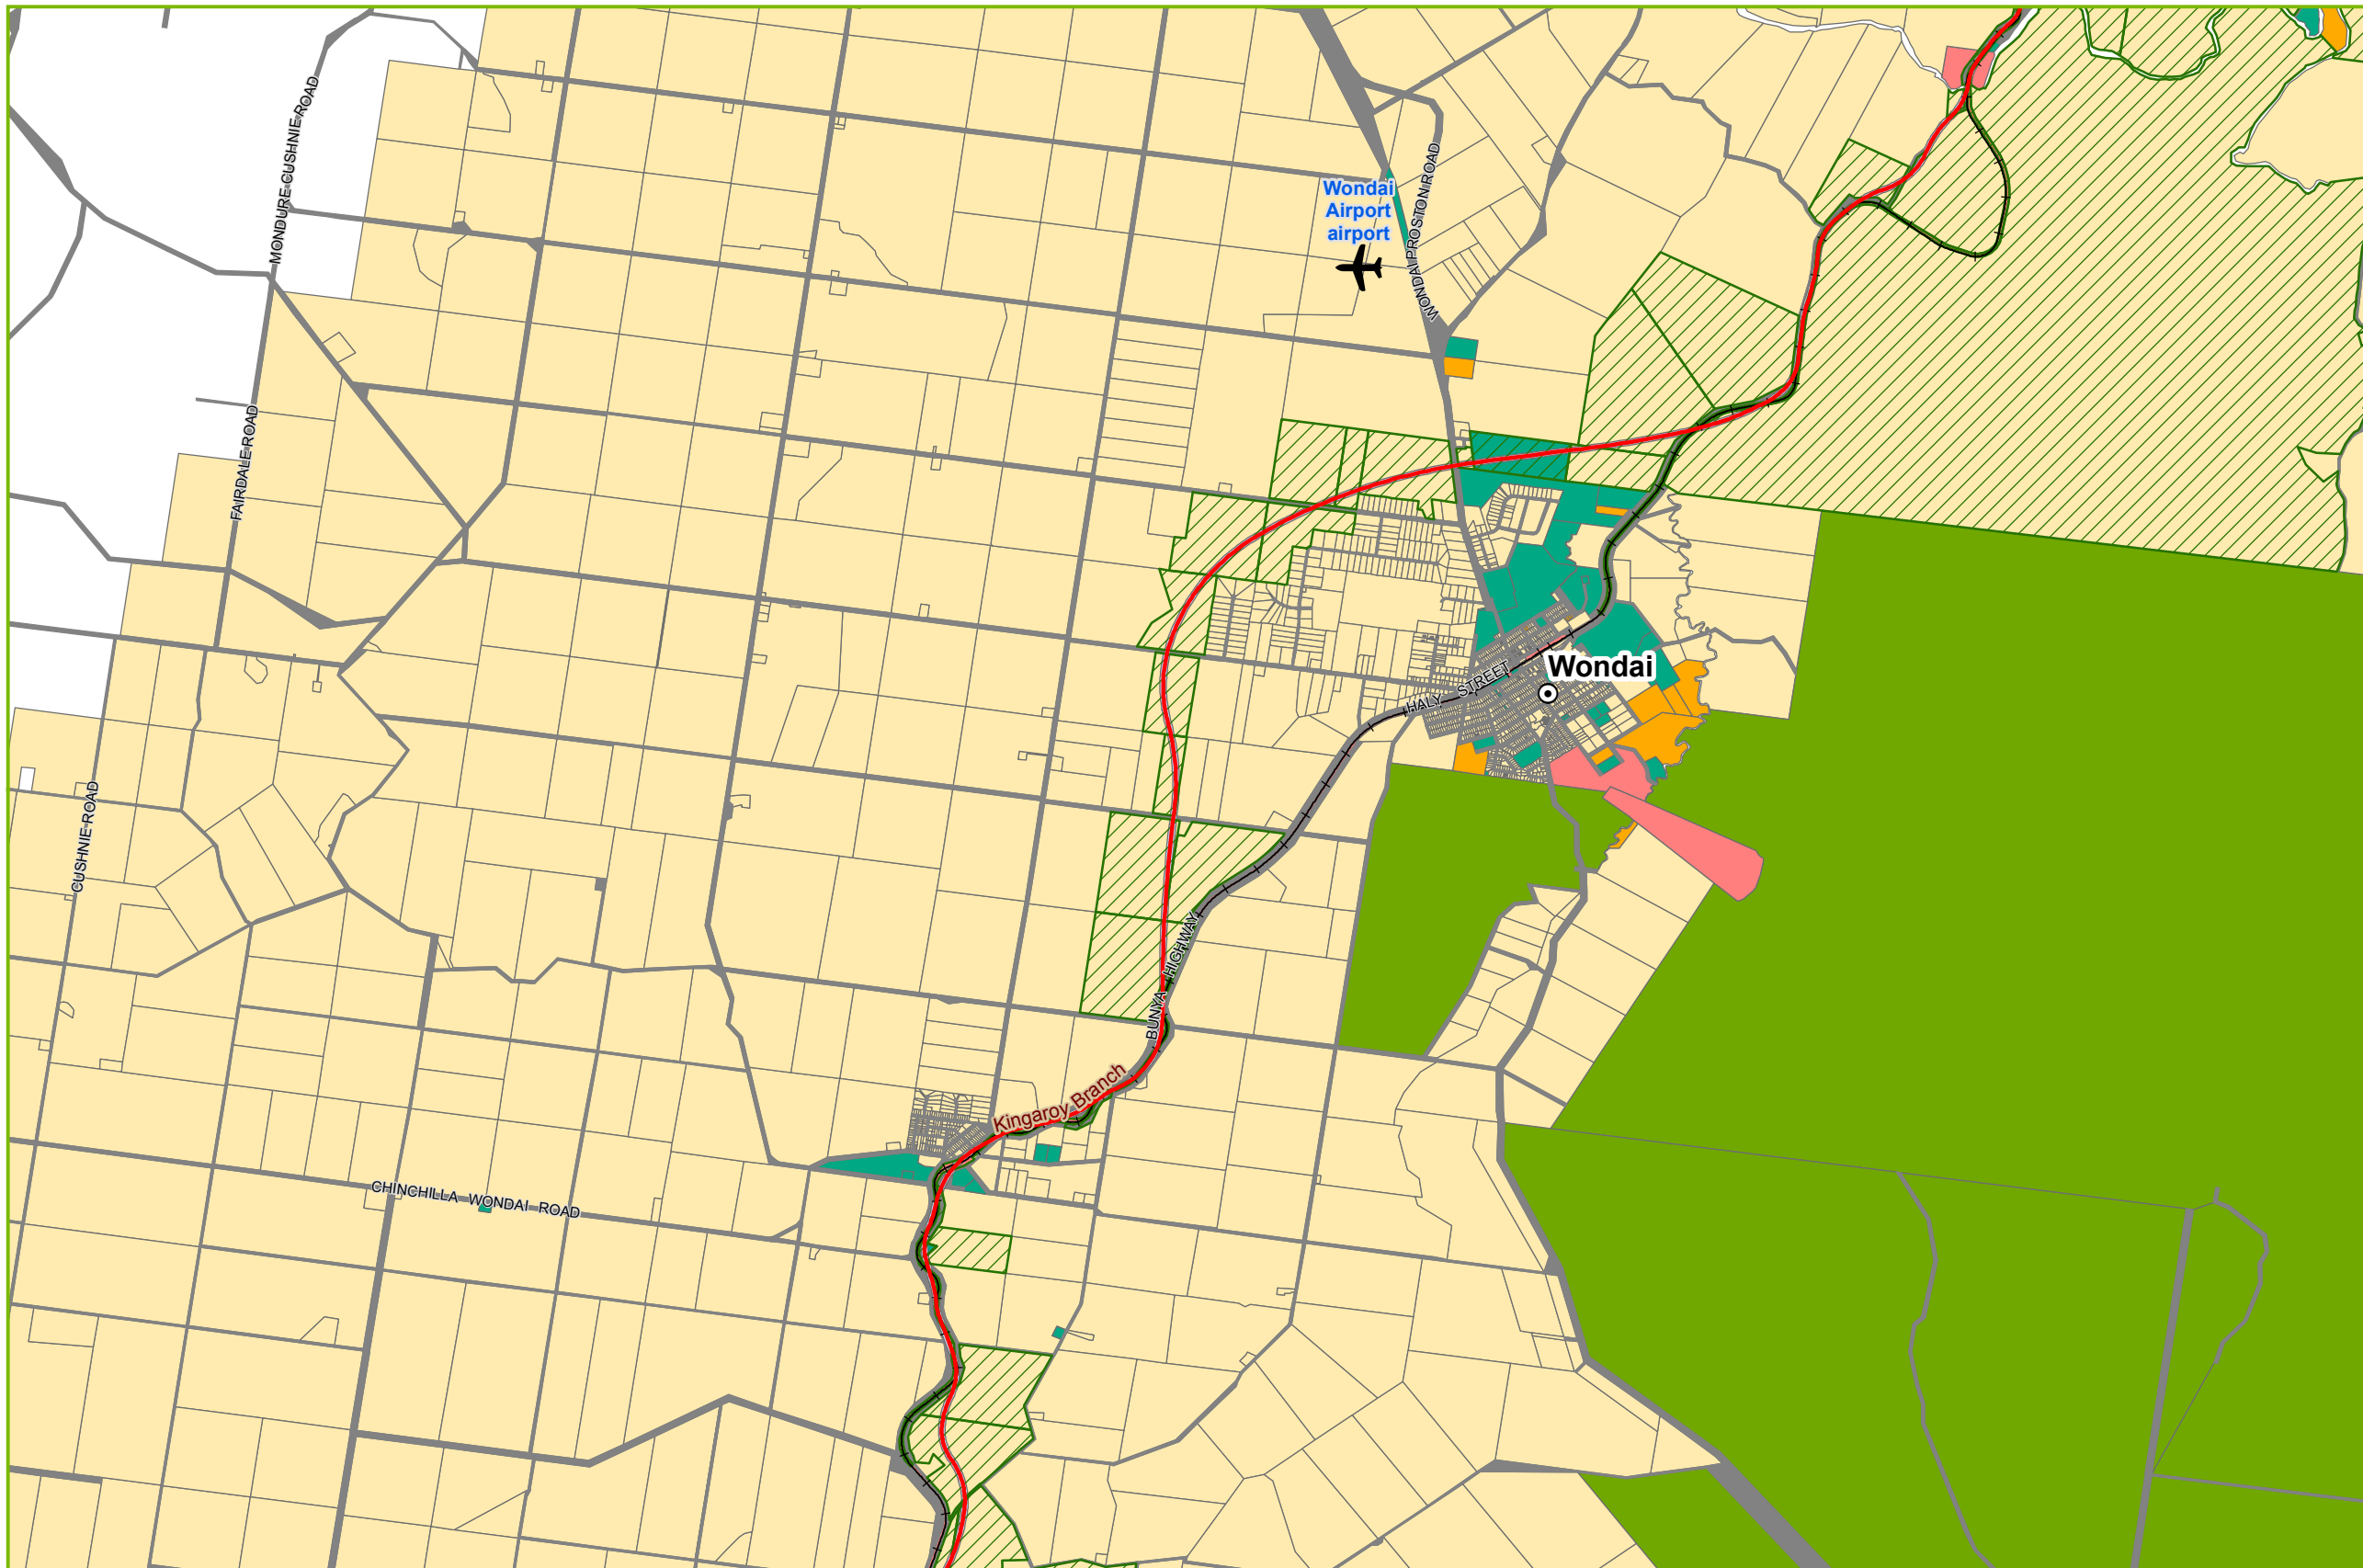 MONDURE CUSHNIE ROAD
Wondai
Airport
airport
WONDAI PROSTON ROAD
FAIRDALE ROAD
Wondai
HALY STREET
CUSHNIE ROAD
BUNYA HIGHWAY
Kingaroy Branch
CHINCHILLA WONDAI ROAD